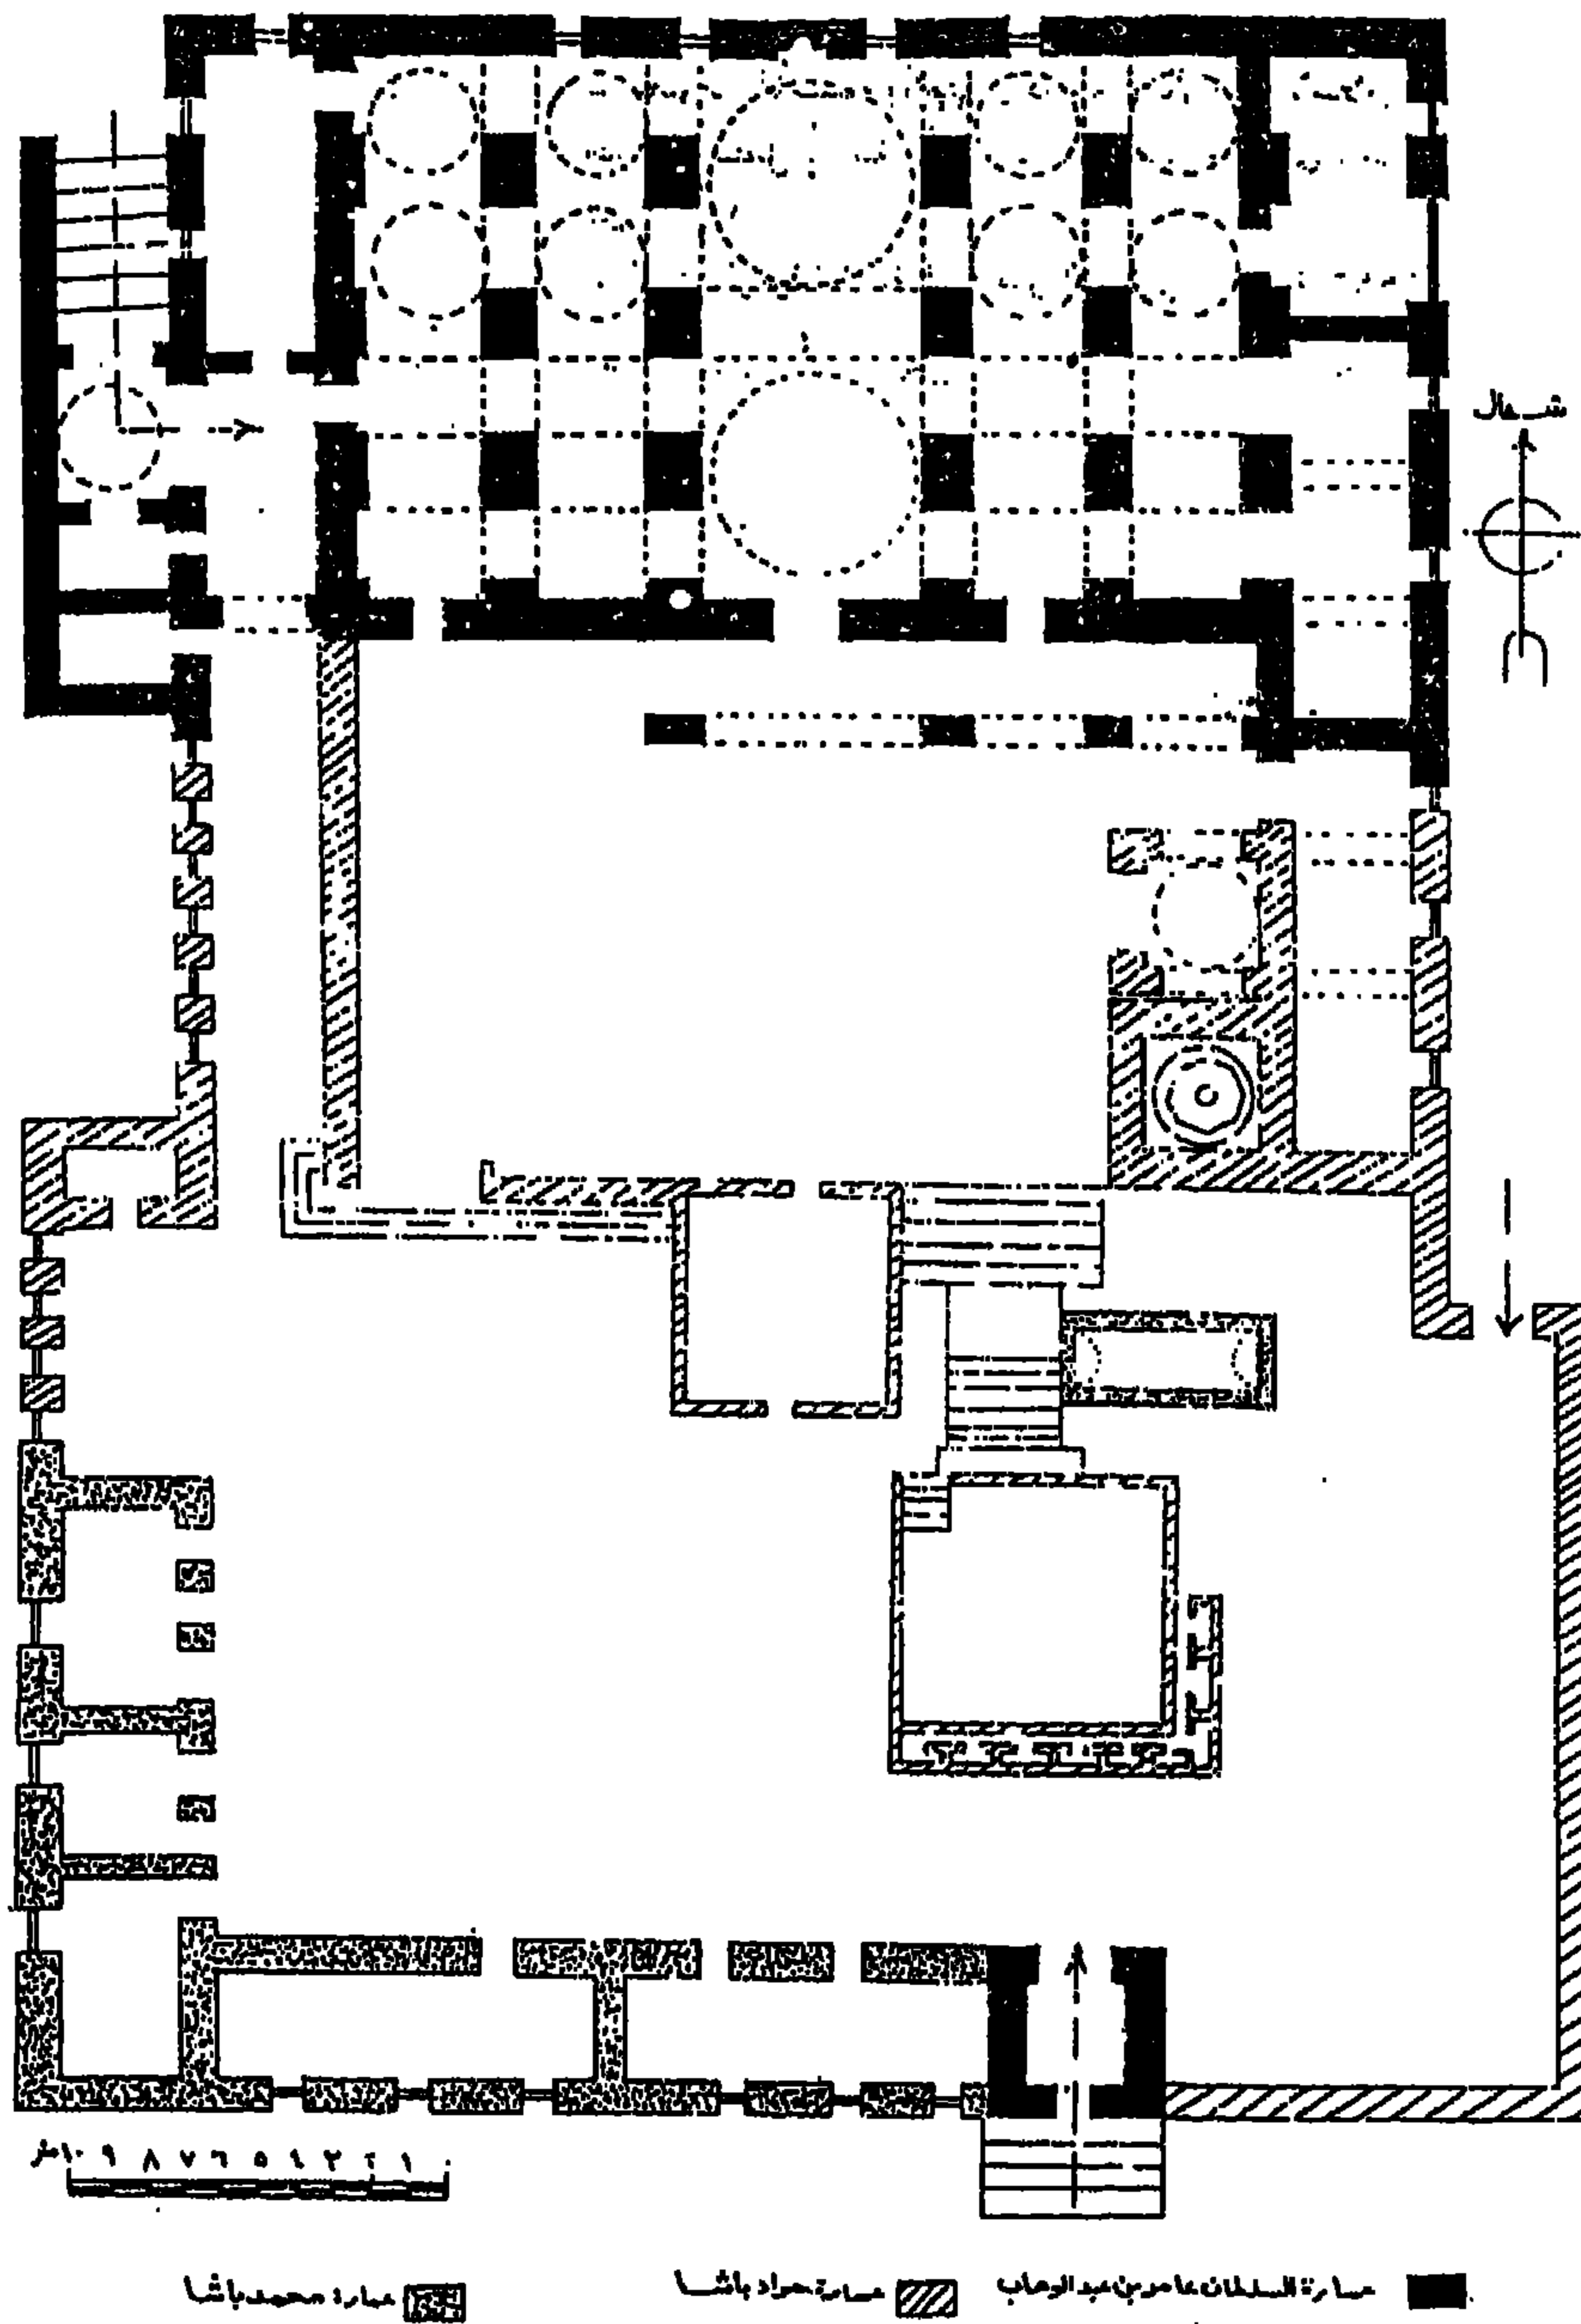 شمال
١٠ متر ٩ ٨ ٧ ٦ ٥ ٤ ٣ ٢ ١ ٠
عمارة السلطان عامر بن عبد الوهاب
عمارة مراد باشا
عمارة محمد باشا